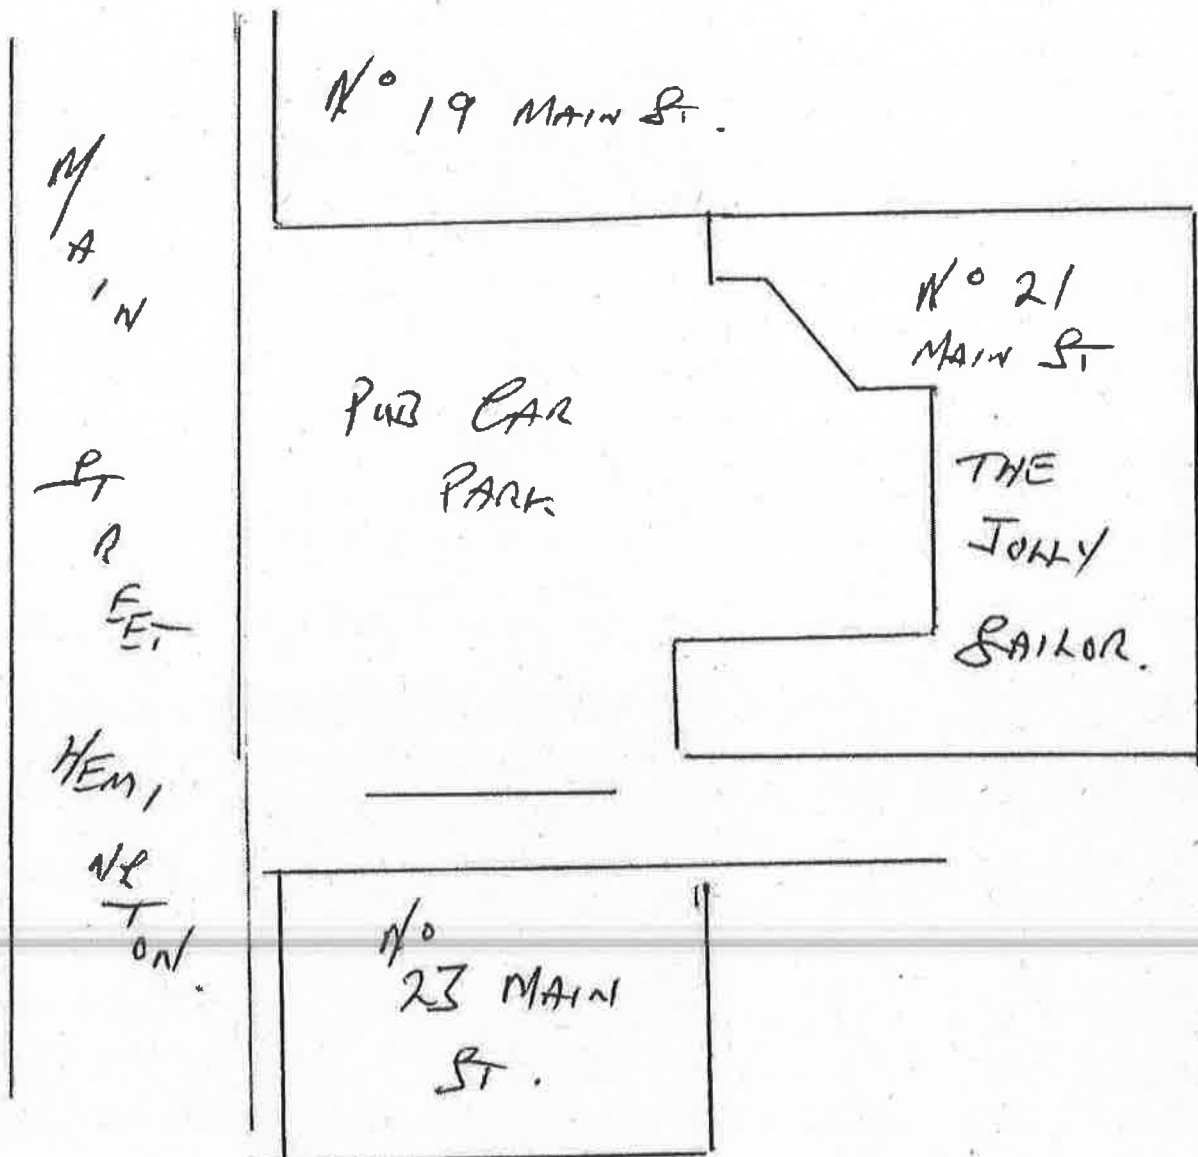 No 19 MAIN ST.
MAIN
STREET
HEMINGTON.
No 21
MAIN ST
THE
JOLLY
SAILOR.
PUB CAR
PARK
No
23 MAIN
ST.